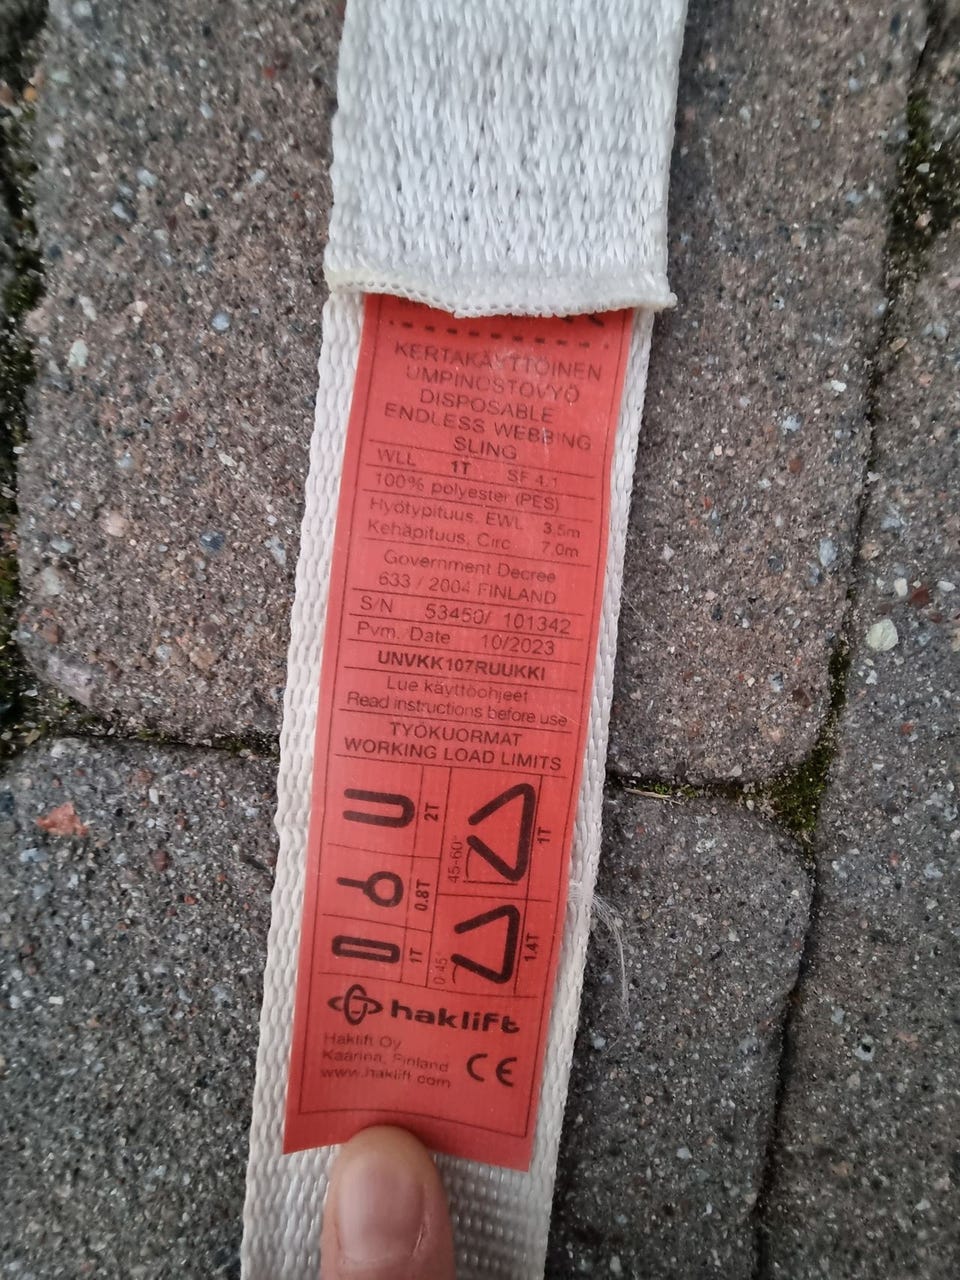 KERTAKÄYTTÖINEN
UMPINOSTOVYÖ
DISPOSABLE
ENDLESS WEBBING
SLING
WLL 1T SF 4:1
100% polyester (PES)
Hyötypituus, EWL 3,5m
Kehäpituus, Circ 7,0m
Government Decree
633 / 2004 FINLAND
S/N 53450/ 101342
Pvm. Date 10/2023
UNVKK107RUUKKI
Lue käyttöohjeet
Read instructions before use
TYÖKUORMAT
WORKING LOAD LIMITS
2T
45-60°
1T
0.8T
1T
0-45°
1.4T
haklift
Haklift Oy
Kaarina, Finland
www.haklift.com
CE